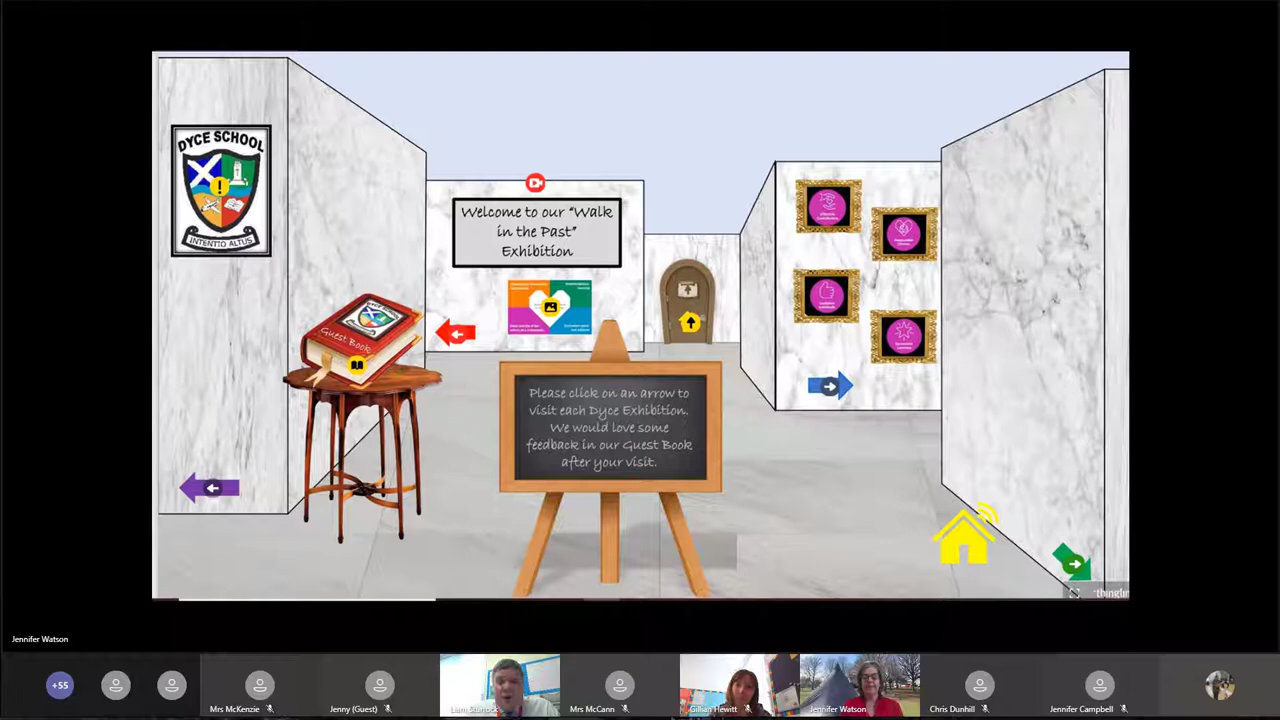 DYCE SCHOOL
INTENTIO ALTUS
Welcome to our “Walk
in the Past”
Exhibition
Guest Book
Please click on an arrow to
visit each Dyce Exhibition.
We would love some
feedback in our Guest Book
after your visit.
Jennifer Watson
+55
Mrs McKenzie
Jenny (Guest)
Mrs McCann
Gillian Hewitt
Jennifer Watson
Chris Dunhill
Jennifer Campbell